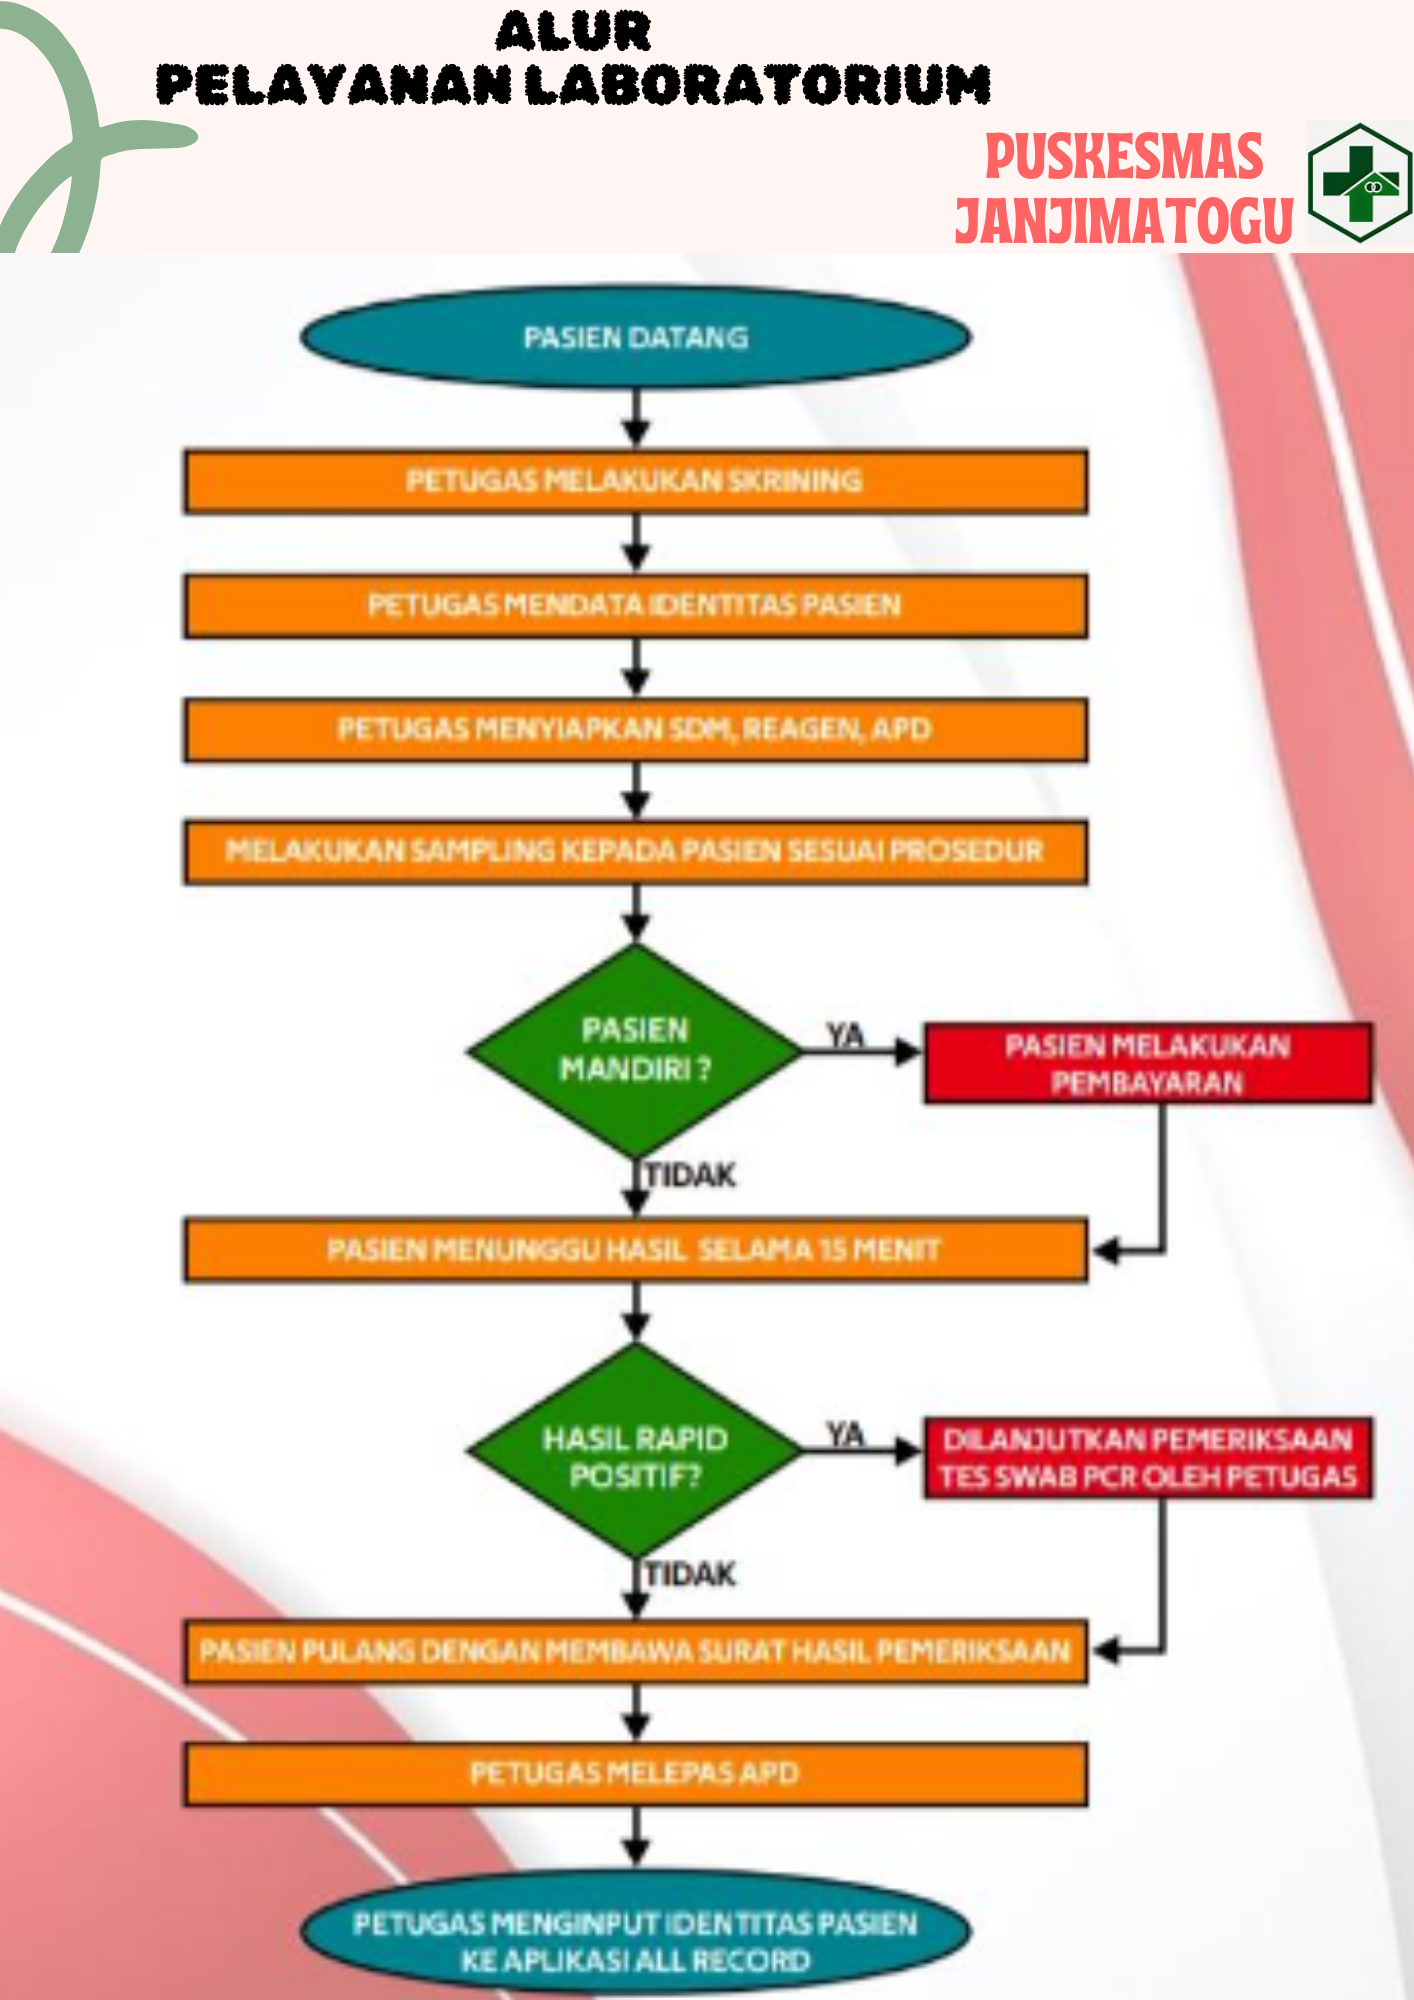 ALUR
PELAYANAN LABORATORIUM
PUSKESMAS
JANJIMATOGU
PASIEN DATANG
PETUGAS MELAKUKAN SKRINING
PETUGAS MENDATA IDENTITAS PASIEN
PETUGAS MENYIAPKAN SDM, REAGEN, APD
MELAKUKAN SAMPLING KEPADA PASIEN SESUAI PROSEDUR
PASIEN
MANDIRI ?
YA
PASIEN MELAKUKAN
PEMBAYARAN
TIDAK
PASIEN MENUNGGU HASIL SELAMA 15 MENIT
HASIL RAPID
POSITIF?
YA
DILANJUTKAN PEMERIKSAAN
TES SWAB PCR OLEH PETUGAS
TIDAK
PASIEN PULANG DENGAN MEMBAWA SURAT HASIL PEMERIKSAAN
PETUGAS MELEPAS APD
PETUGAS MENGINPUT IDENTITAS PASIEN
KE APLIKASI ALL RECORD